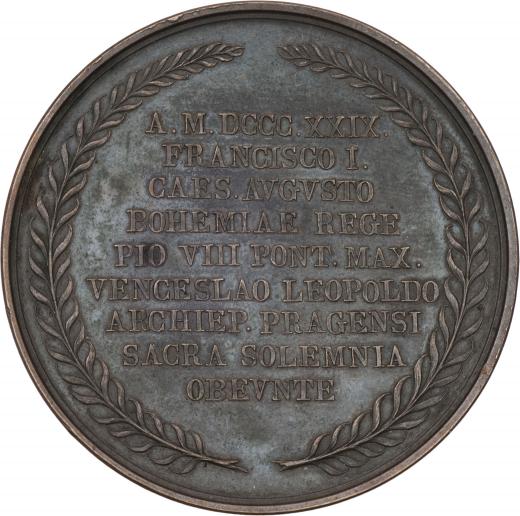 A. M. DCCC. XXIX.
FRANCISCO I.
CAES. AVGVSTO
BOHEMIAE REGE
PIO VIII PONT. MAX.
VENCESLAO LEOPOLDO
ARCHIEP. PRAGENSI
SACRA SOLEMNIA
OBEVNTE